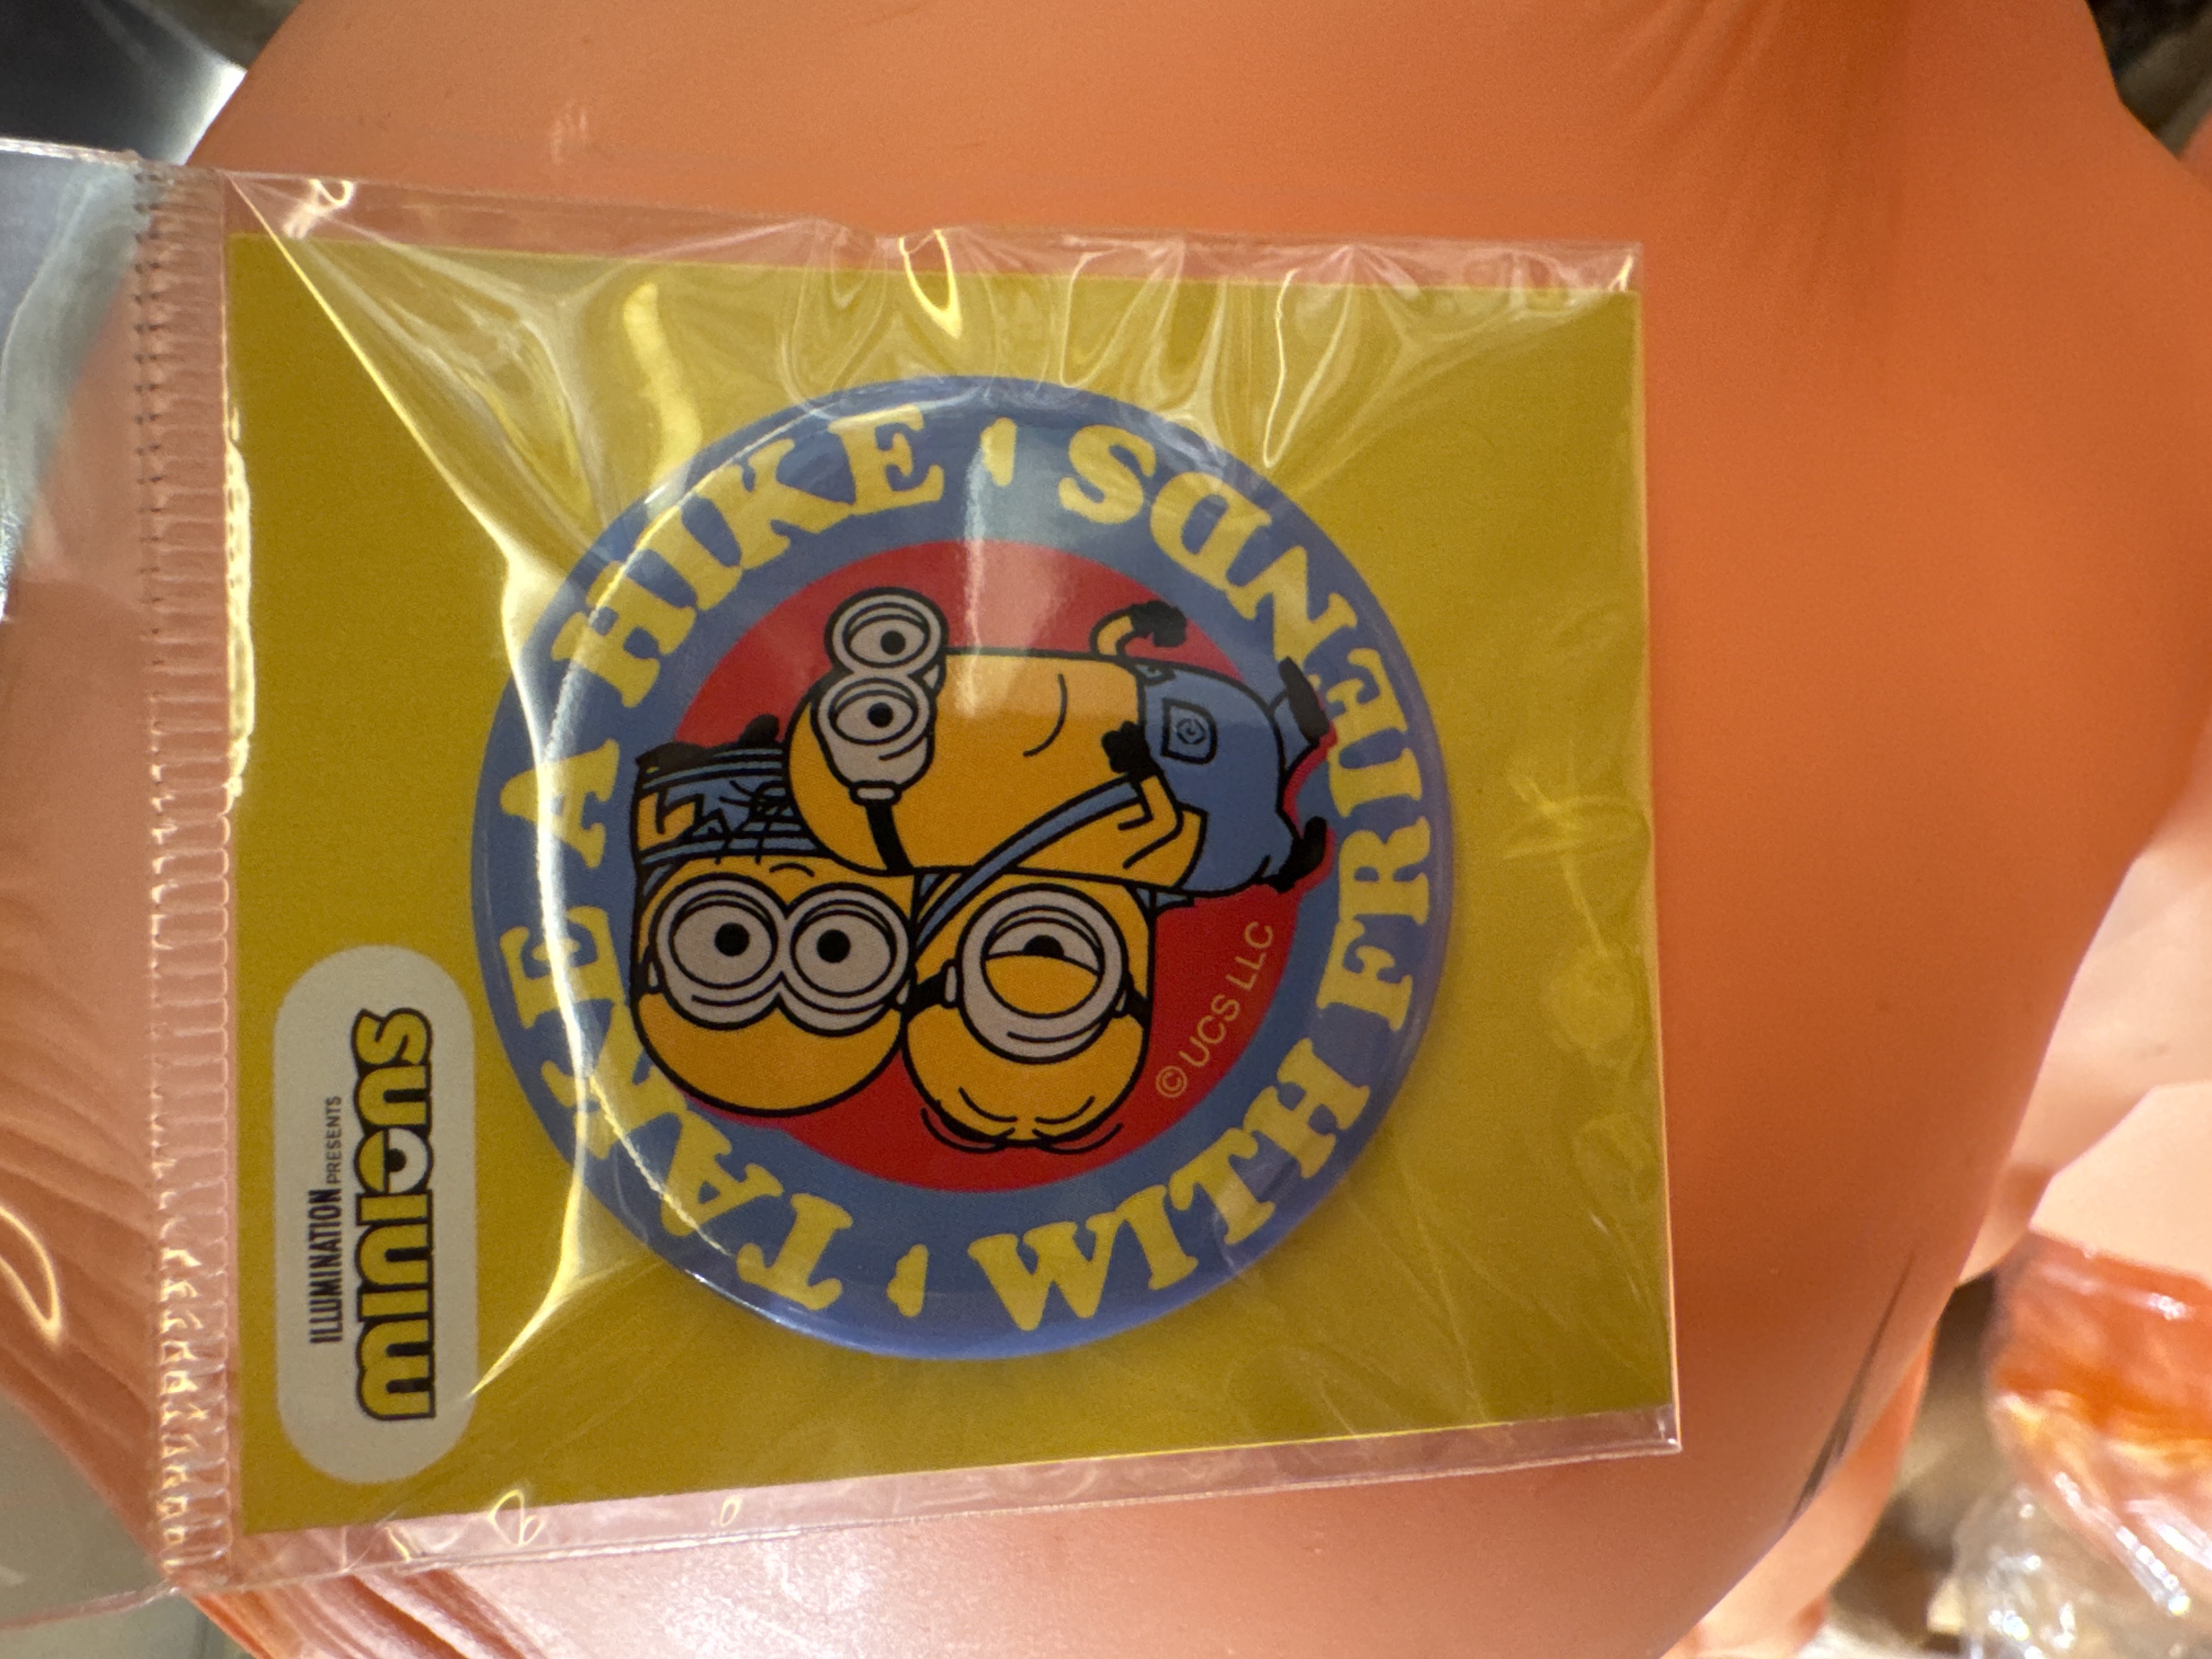 ILLUMINATION PRESENTS
minions
TAKE A HIKE
WITH FRIENDS
© UCS LLC